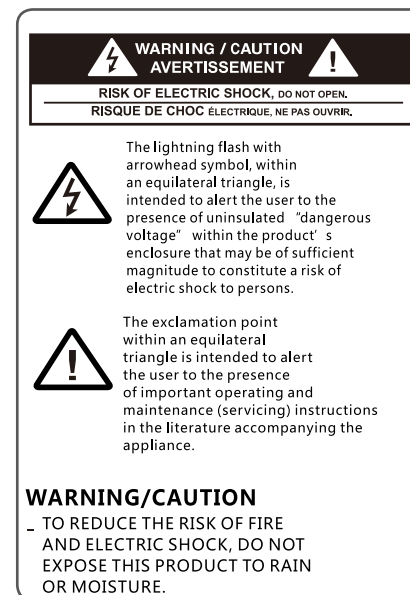 WARNING / CAUTION
AVERTISSEMENT
RISK OF ELECTRIC SHOCK, DO NOT OPEN.
RISQUE DE CHOC ÉLECTRIQUE, NE PAS OUVRIR.
The lightning flash with
arrowhead symbol, within
an equilateral triangle, is
intended to alert the user to the
presence of uninsulated “dangerous
voltage” within the product’s
enclosure that may be of sufficient
magnitude to constitute a risk of
electric shock to persons.
The exclamation point
within an equilateral
triangle is intended to alert
the user to the presence
of important operating and
maintenance (servicing) instructions
in the literature accompanying the
appliance.
WARNING/CAUTION
_ TO REDUCE THE RISK OF FIRE
AND ELECTRIC SHOCK, DO NOT
EXPOSE THIS PRODUCT TO RAIN
OR MOISTURE.